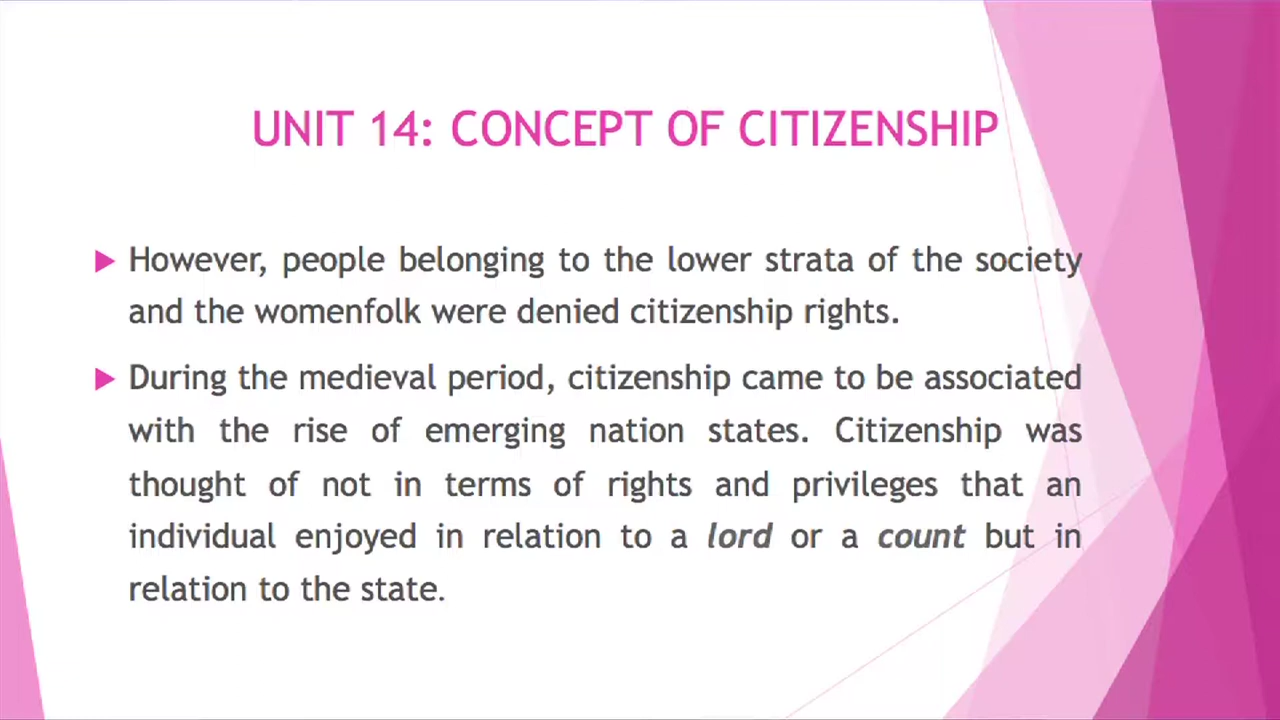 UNIT 14: CONCEPT OF CITIZENSHIP
However, people belonging to the lower strata of the society
and the womenfolk were denied citizenship rights.
During the medieval period, citizenship came to be associated
with the rise of emerging nation states. Citizenship was
thought of not in terms of rights and privileges that an
individual enjoyed in relation to a lord or a count but in
relation to the state.